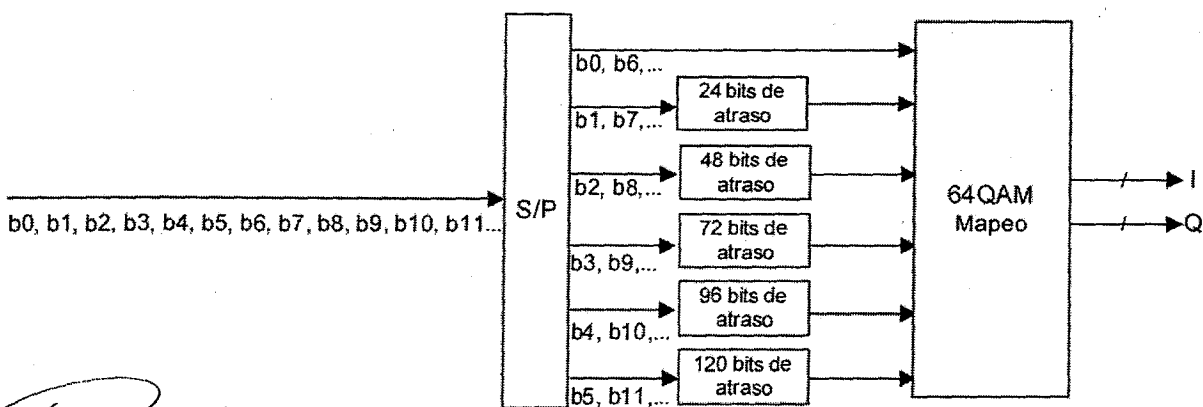 b0, b1, b2, b3, b4, b5, b6, b7, b8, b9, b10, b11...
S/P
b0, b6,...
b1, b7,...
24 bits de
atraso
b2, b8,...
48 bits de
atraso
b3, b9,...
72 bits de
atraso
b4, b10,...
96 bits de
atraso
b5, b11,...
120 bits de
atraso
64QAM
Mapeo
I
Q